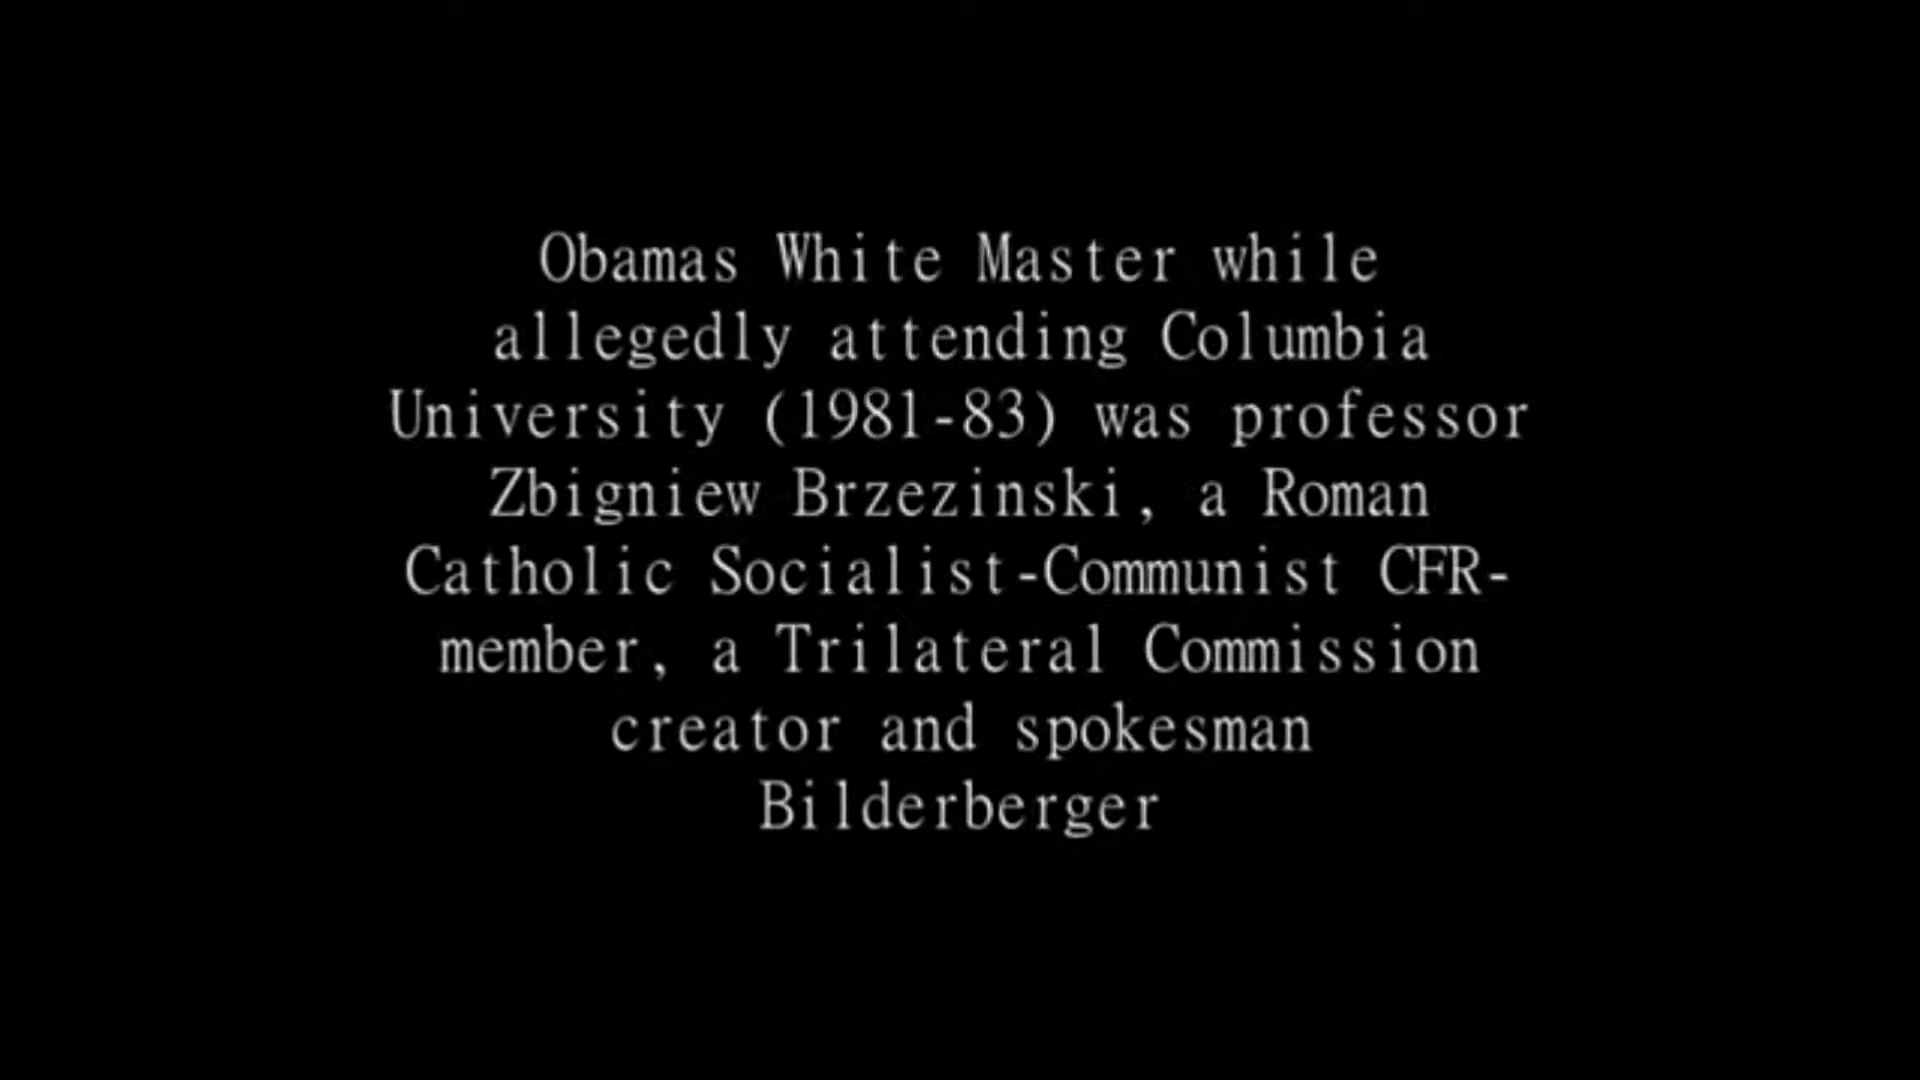 Obamas White Master while
allegedly attending Columbia
University (1981-83) was professor
Zbigniew Brzezinski, a Roman
Catholic Socialist-Communist CFR-
member, a Trilateral Commission
creator and spokesman
Bilderberger